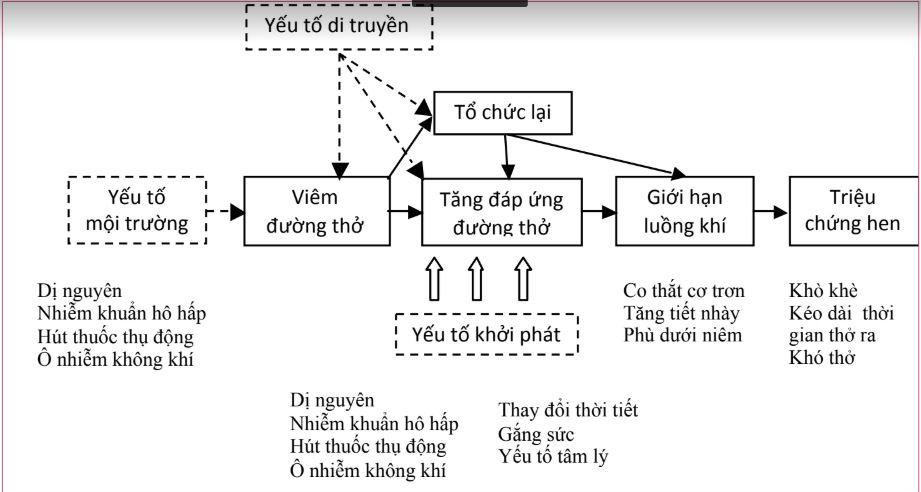 Yếu tố di truyền
Tổ chức lại
Yếu tố
mội trường
Viêm
đường thở
Tăng đáp ứng
đường thở
Giới hạn
luồng khí
Triệu
chứng hen
Dị nguyên
Nhiễm khuẩn hô hấp
Hút thuốc thụ động
Ô nhiễm không khí
Yếu tố khởi phát
Co thắt cơ trơn
Tăng tiết nhày
Phù dưới niêm
Khò khè
Kéo dài thời
gian thở ra
Khó thở
Dị nguyên
Nhiễm khuẩn hô hấp
Hút thuốc thụ động
Ô nhiễm không khí
Thay đổi thời tiết
Gắng sức
Yếu tố tâm lý